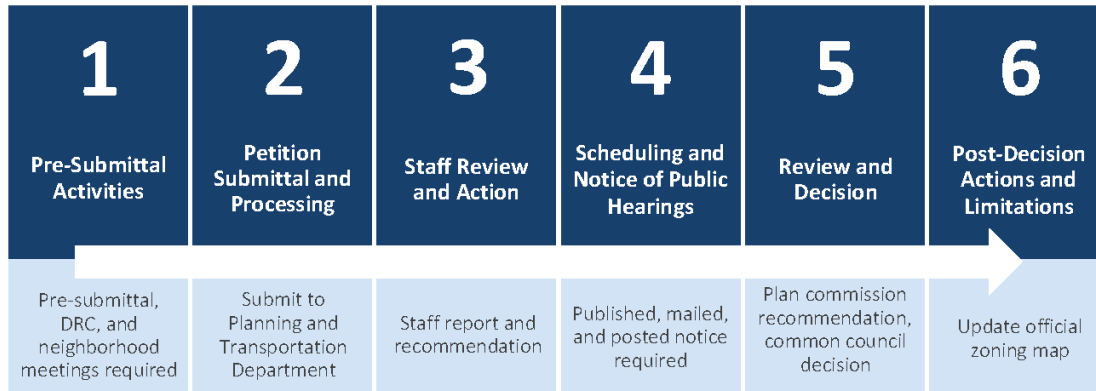 1
Pre-Submittal
Activities
2
Petition
Submittal and
Processing
3
Staff Review
and Action
4
Scheduling and
Notice of Public
Hearings
5
Review and
Decision
6
Post-Decision
Actions and
Limitations
Pre-submittal,
DRC, and
neighborhood
meetings required
Submit to
Planning and
Transportation
Department
Staff report and
recommendation
Published, mailed,
and posted notice
required
Plan commission
recommendation,
common council
decision
Update official
zoning map